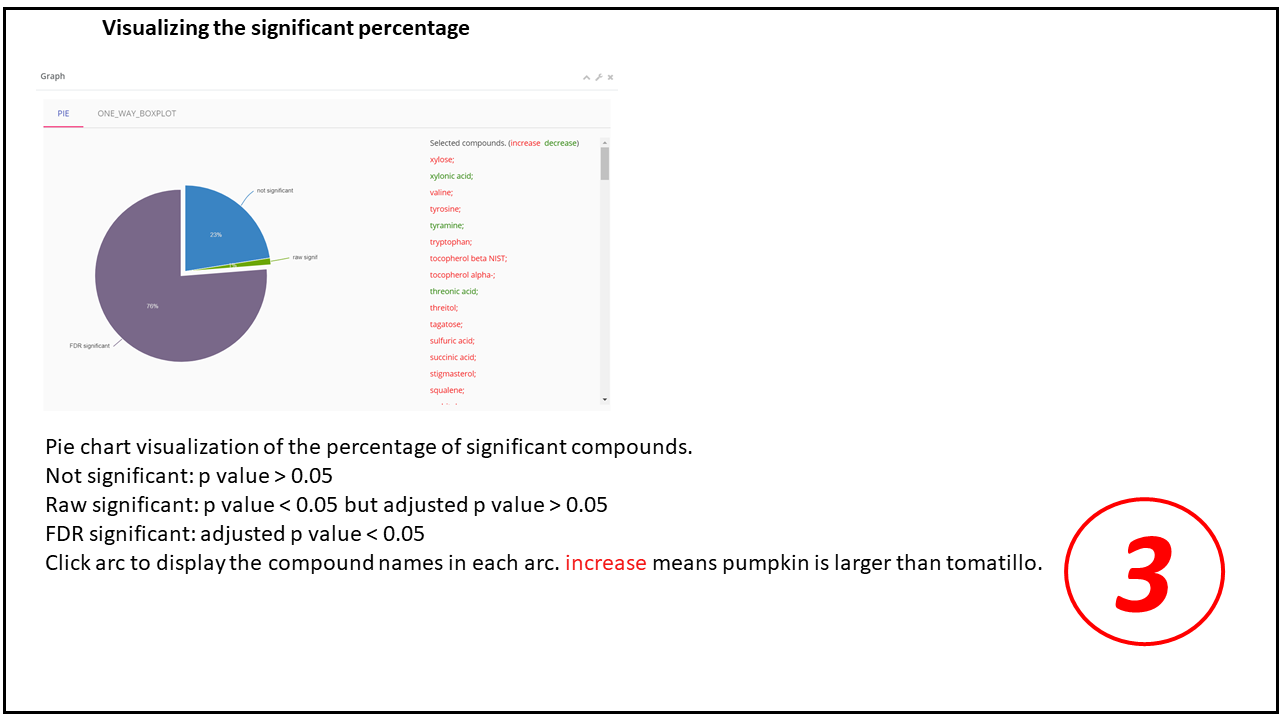 Visualizing the significant percentage
Graph
PIE ONE_WAY_BOXPLOT
Selected compounds. (increase decrease)
xylose;
xylonic acid;
valine;
tyrosine;
tyramine;
tryptophan;
tocopherol beta NIST;
tocopherol alpha-;
threonic acid;
threitol;
tagatose;
sulfuric acid;
succinic acid;
stigmasterol;
squalene;
not significant
23%
raw signif
76%
FDR significant
Pie chart visualization of the percentage of significant compounds.
Not significant: p value > 0.05
Raw significant: p value < 0.05 but adjusted p value > 0.05
FDR significant: adjusted p value < 0.05
Click arc to display the compound names in each arc. increase means pumpkin is larger than tomatillo.
3